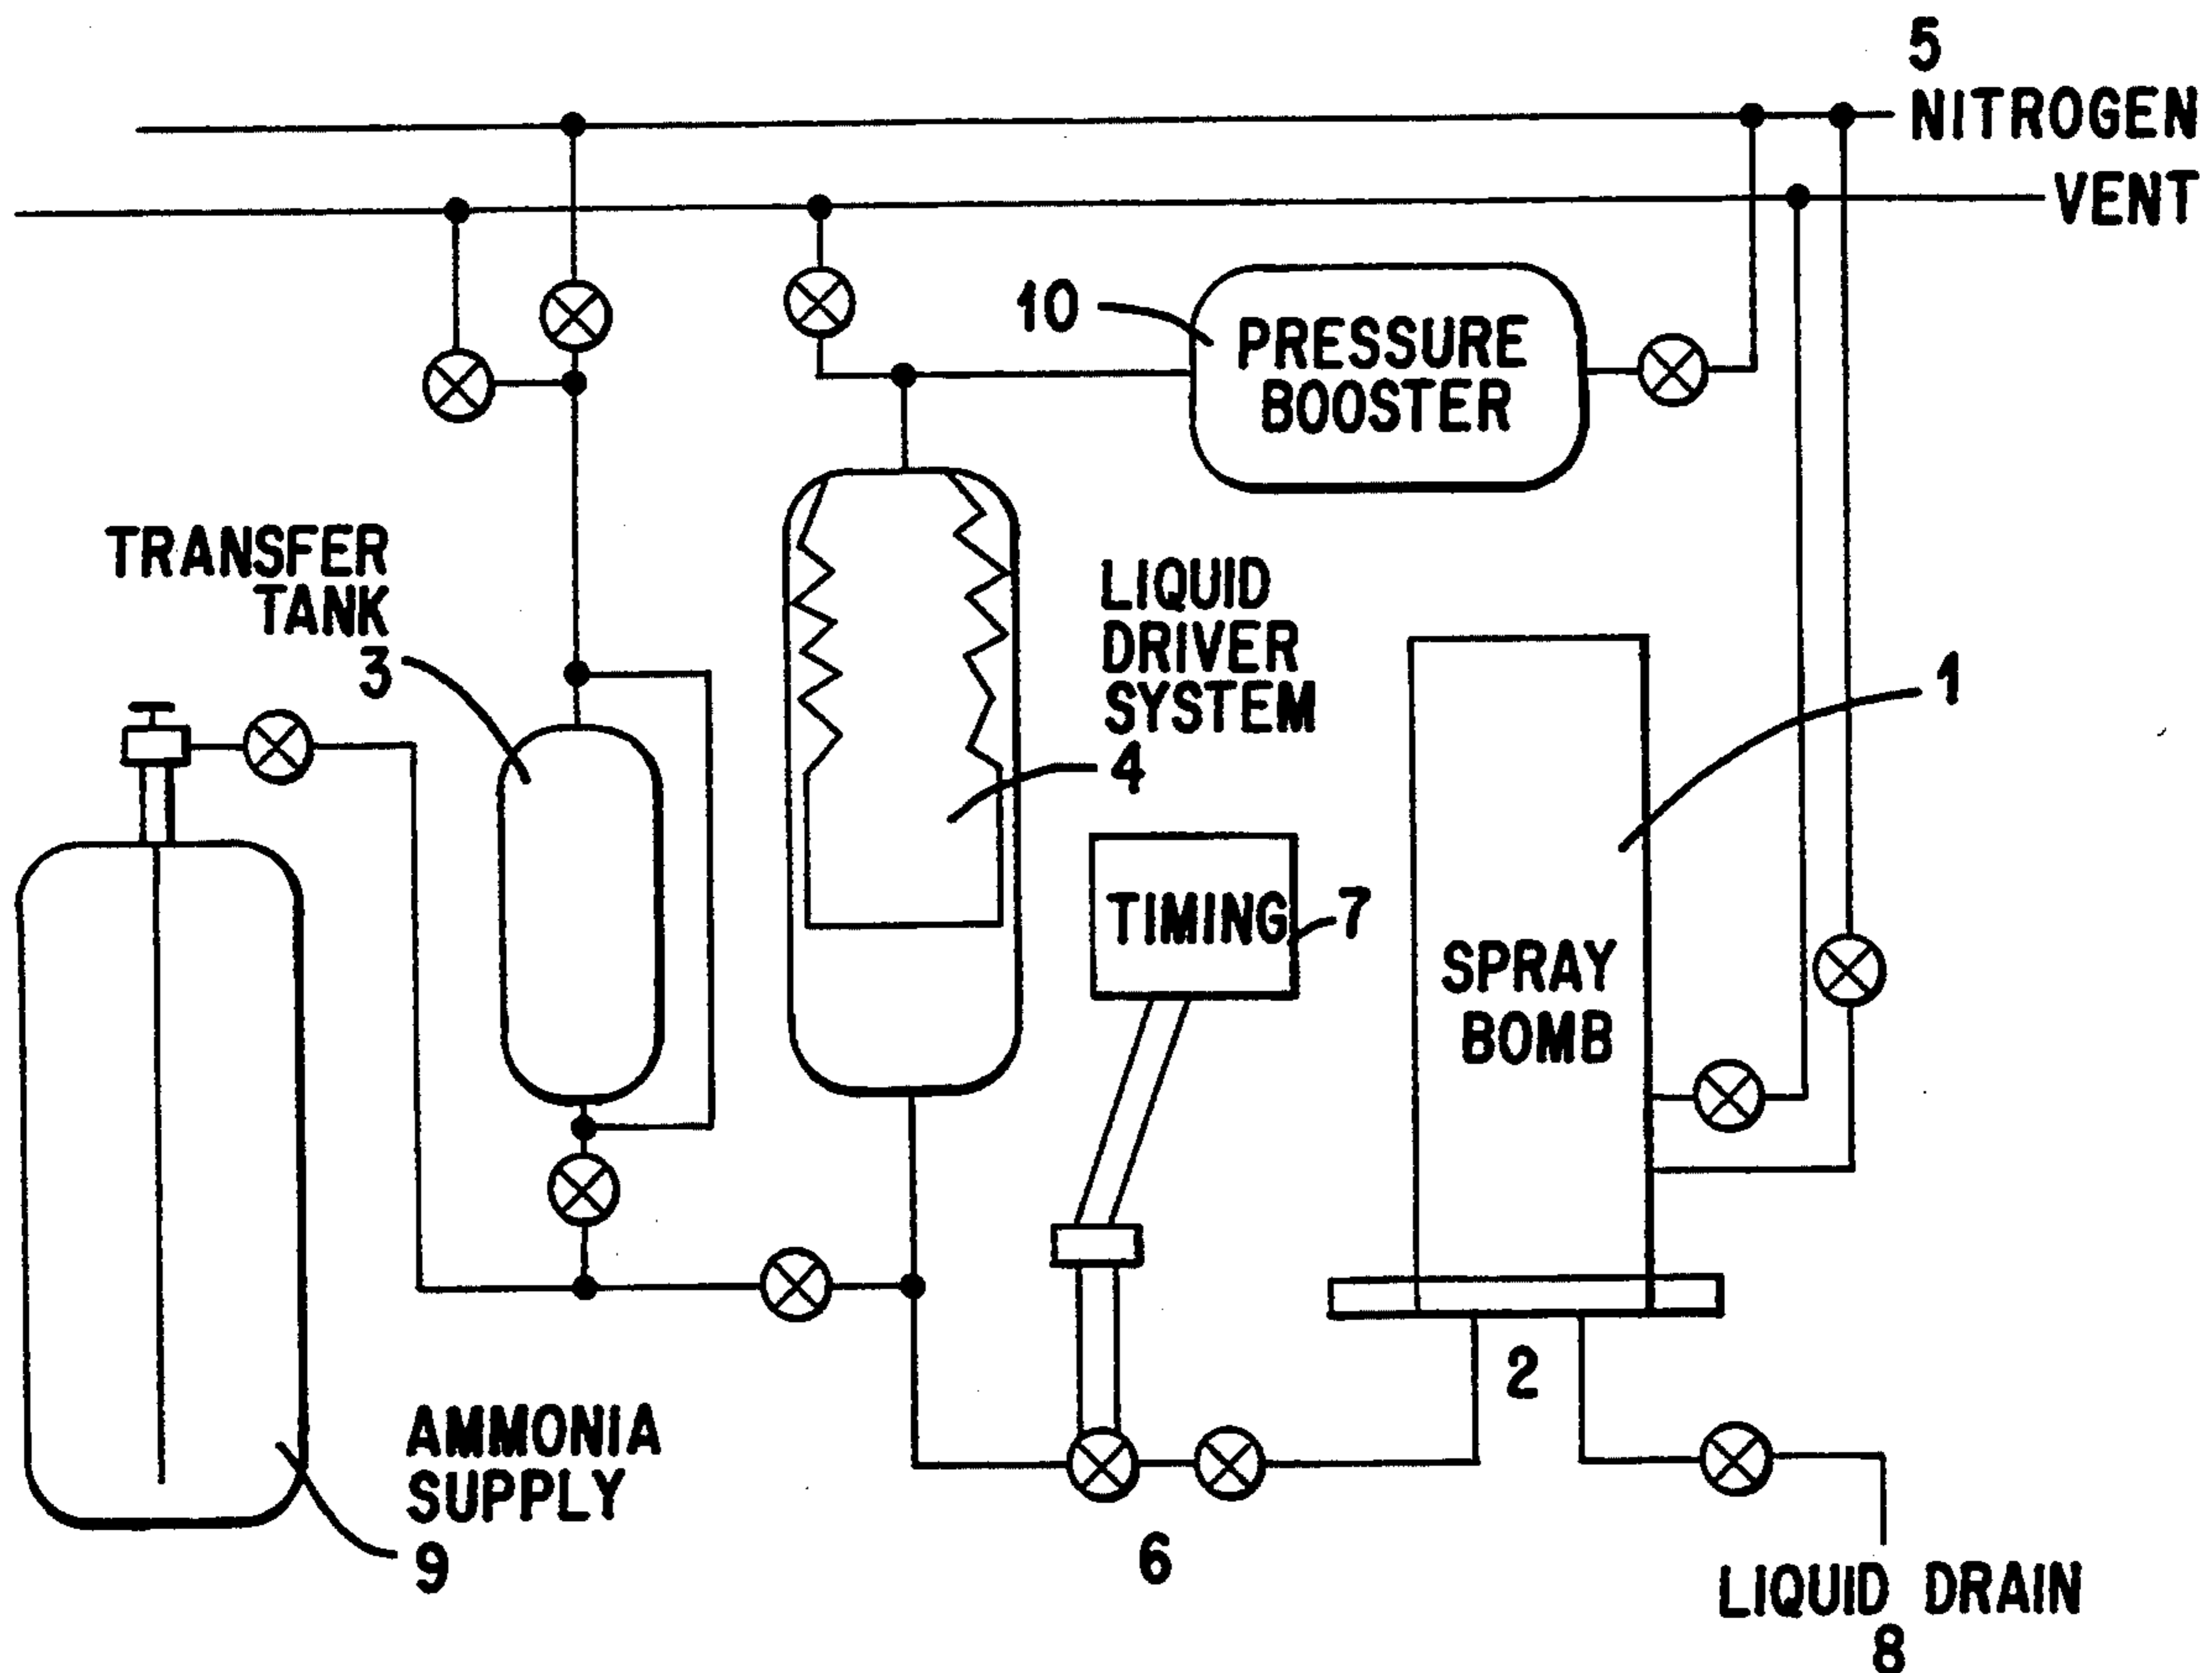 5
NITROGEN
VENT
10
PRESSURE
BOOSTER
TRANSFER
TANK
3
LIQUID
DRIVER
SYSTEM
4
1
TIMING
7
SPRAY
BOMB
2
AMMONIA
SUPPLY
9
6
LIQUID DRAIN
8